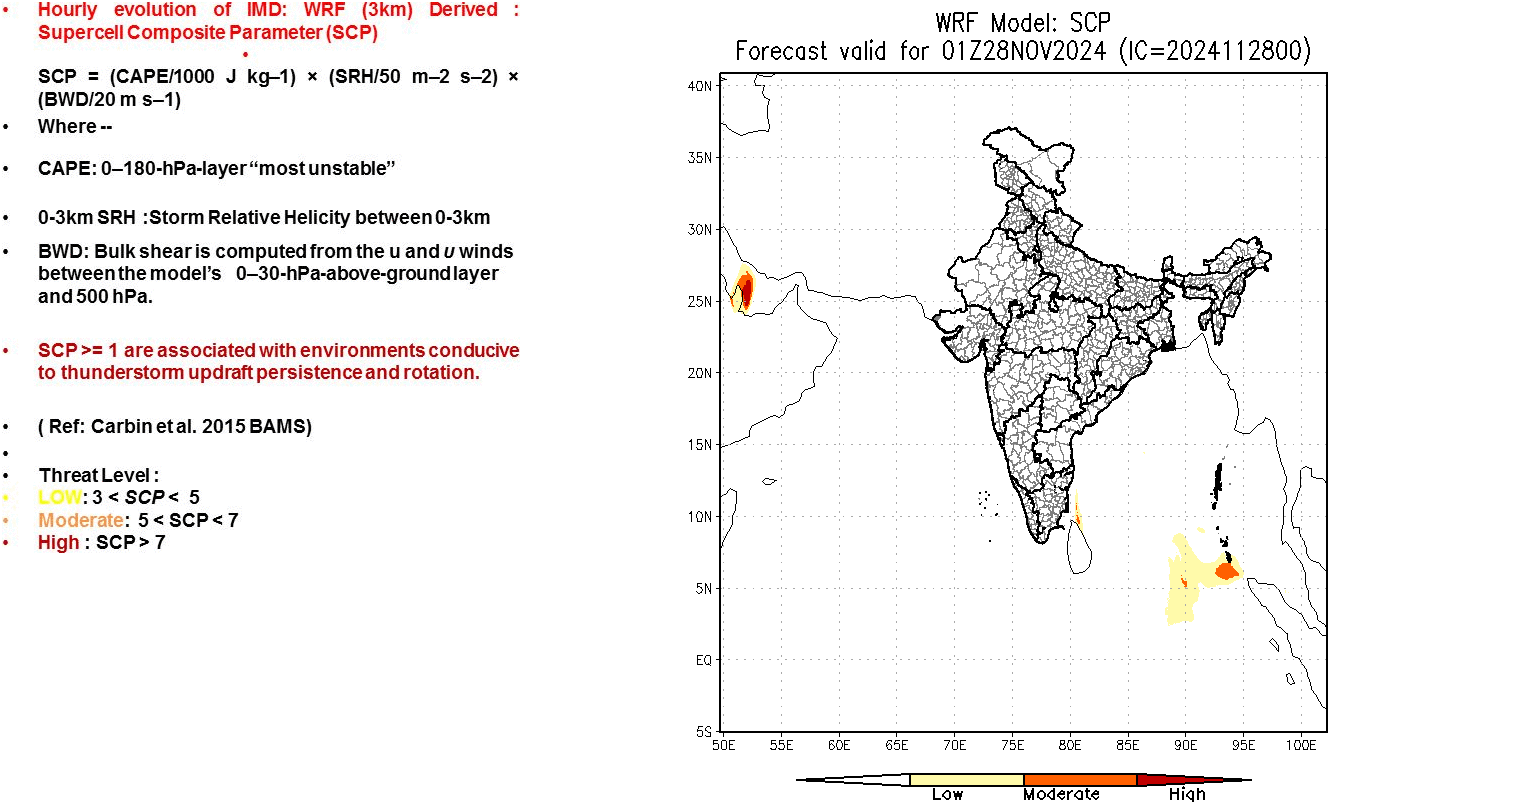 • Hourly evolution of IMD: WRF (3km) Derived :
Supercell Composite Parameter (SCP)
•
SCP = (CAPE/1000 J kg–1) × (SRH/50 m–2 s–2) ×
(BWD/20 m s–1)
• Where --
• CAPE: 0–180-hPa-layer “most unstable”
• 0-3km SRH :Storm Relative Helicity between 0-3km
• BWD: Bulk shear is computed from the u and υ winds
between the model’s 0–30-hPa-above-ground layer
and 500 hPa.
• SCP >= 1 are associated with environments conducive
to thunderstorm updraft persistence and rotation.
• ( Ref: Carbin et al. 2015 BAMS)
•
• Threat Level :
• LOW: 3 < SCP < 5
• Moderate: 5 < SCP < 7
• High : SCP > 7
WRF Model: SCP
Forecast valid for 01Z28NOV2024 (IC=2024112800)
40N
35N
30N
25N
20N
15N
10N
5N
EQ
5S
50E 55E 60E 65E 70E 75E 80E 85E 90E 95E 100E
Low Moderate High